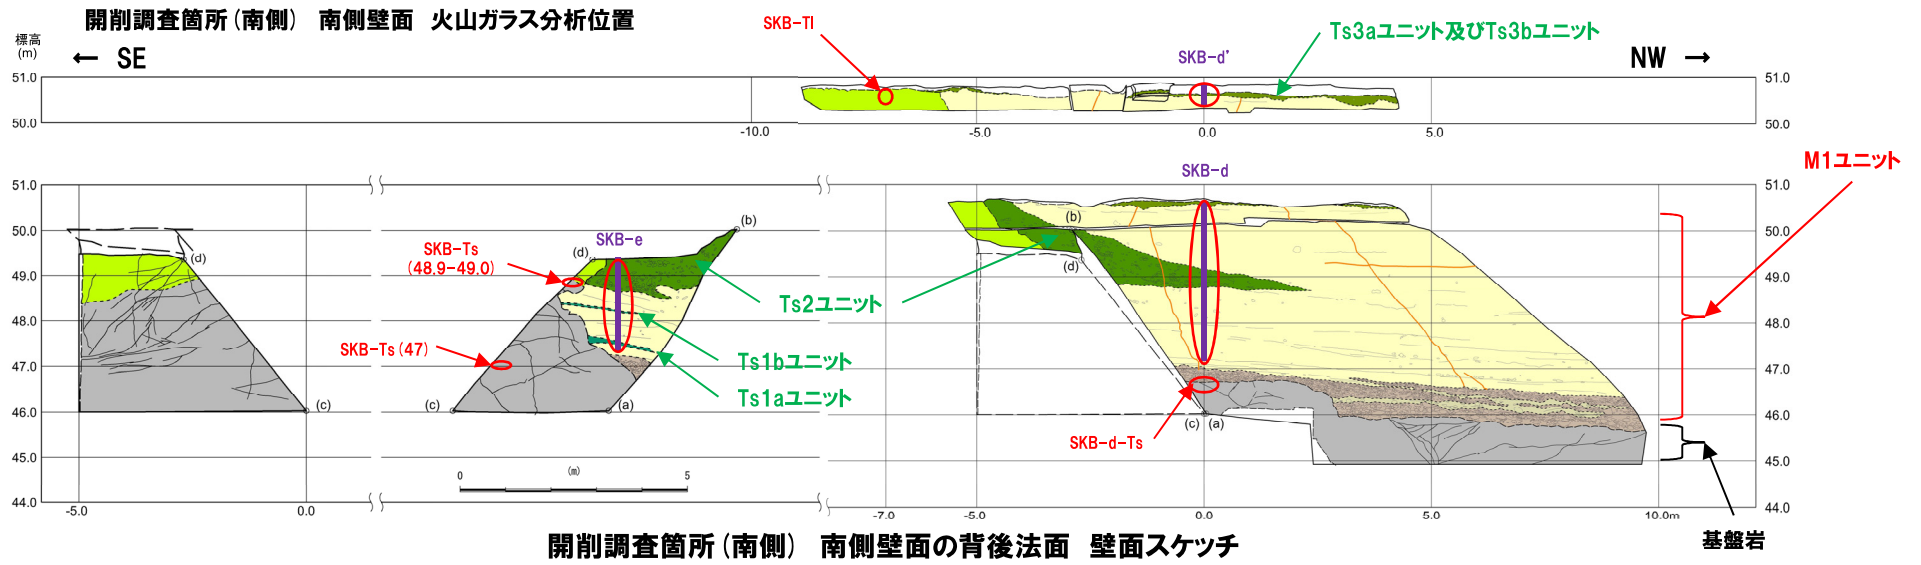 開削調査箇所(南側) 南側壁面 火山ガラス分析位置
標高
(m)
← SE
SKB-Tl
SKB-d'
Ts3aユニット及びTs3bユニット
NW →
51.0
51.0
50.0
50.0
-10.0
-5.0
0.0
5.0
M1ユニット
SKB-d
51.0
51.0
50.0
50.0
49.0
49.0
48.0
48.0
47.0
47.0
46.0
46.0
45.0
45.0
44.0
44.0
(d)
(c)
SKB-Ts
(48.9-49.0)
(d)
SKB-e
(b)
SKB-Ts(47)
(c)
(a)
Ts2ユニット
Ts1bユニット
Ts1aユニット
(b)
(d)
(c)
(a)
SKB-d-Ts
0
(m)
5
-5.0
0.0
-7.0
-5.0
0.0
5.0
10.0m
基盤岩
開削調査箇所(南側) 南側壁面の背後法面 壁面スケッチ